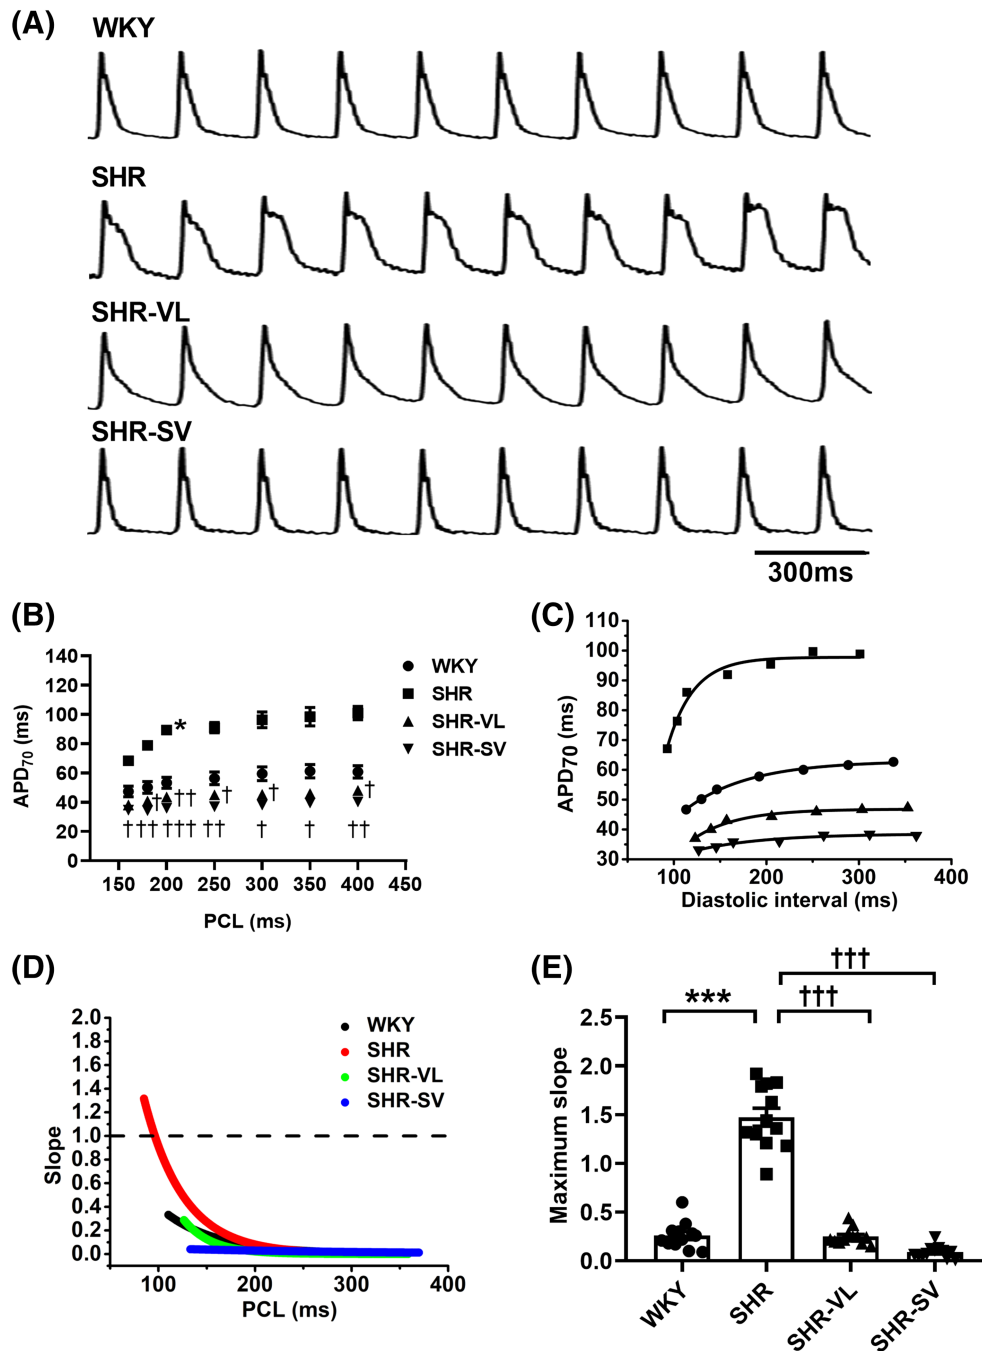 (A)
WKY
SHR
SHR-VL
SHR-SV
300ms
(B)
APD70 (ms)
140
120
100
80
60
40
20
0
*
† †† † † †
† ††† ††† †† † † ††
150 200 250 300 350 400 450
PCL (ms)
WKY
SHR
SHR-VL
SHR-SV
(C)
APD70 (ms)
110
100
90
80
70
60
50
40
30
100 200 300 400
Diastolic interval (ms)
(D)
Slope
2.0
1.8
1.6
1.4
1.2
1.0
0.8
0.6
0.4
0.2
0.0
100 200 300 400
PCL (ms)
WKY
SHR
SHR-VL
SHR-SV
(E)
†††
*** †††
Maximum slope
2.5
2.0
1.5
1.0
0.5
0.0
WKY
SHR
SHR-VL
SHR-SV